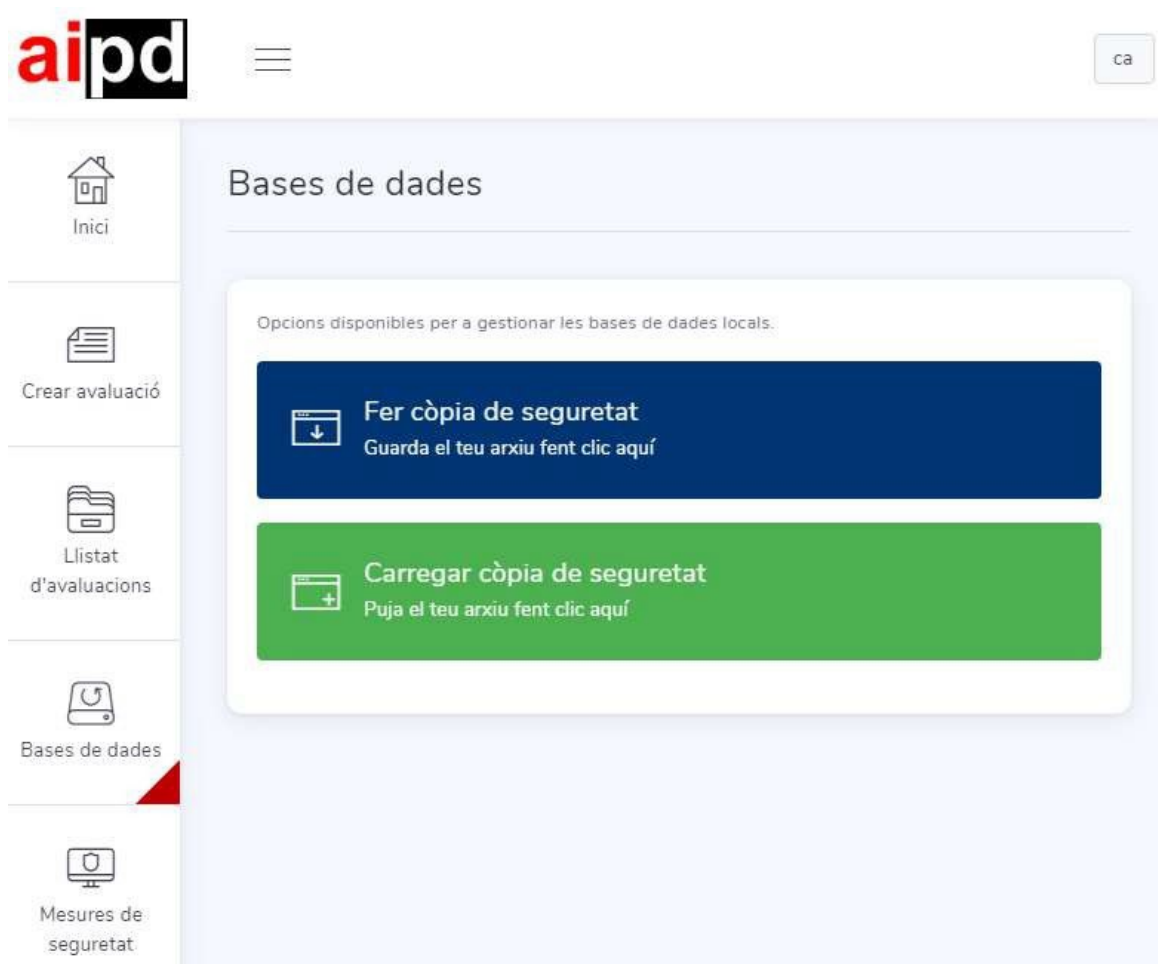 aipd
ca
Inici
Crear avaluació
Llistat
d'avaluacions
Bases de dades
Mesures de
seguretat
Bases de dades
Opcions disponibles per a gestionar les bases de dades locals.
Fer còpia de seguretat
Guarda el teu arxiu fent clic aquí
Carregar còpia de seguretat
Puja el teu arxiu fent clic aquí